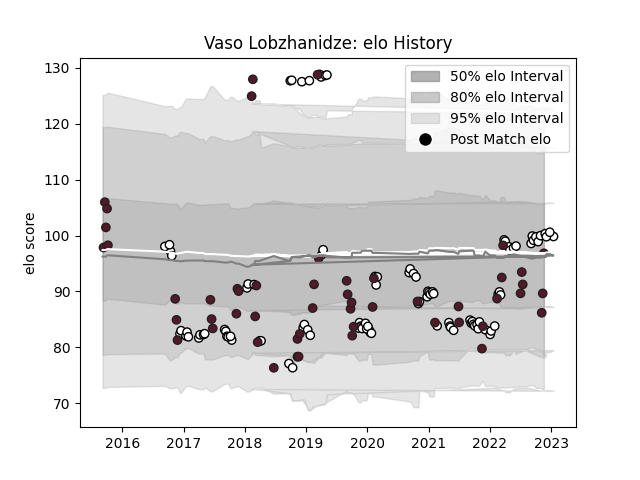 Vaso Lobzhanidze: elo History
130
120
110
100
90
80
70
elo score
50% elo Interval
80% elo Interval
95% elo Interval
Post Match elo
2016 2017 2018 2019 2020 2021 2022 2023